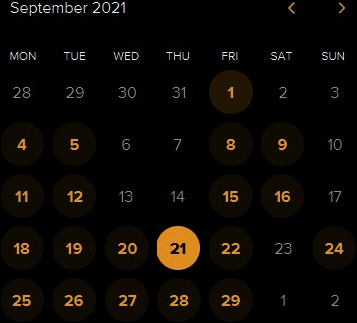 September 2021
MON TUE WED THU FRI SAT SUN
28 29 30 31 1 2 3
4 5 6 7 8 9 10
11 12 13 14 15 16 17
18 19 20 21 22 23 24
25 26 27 28 29 1 2